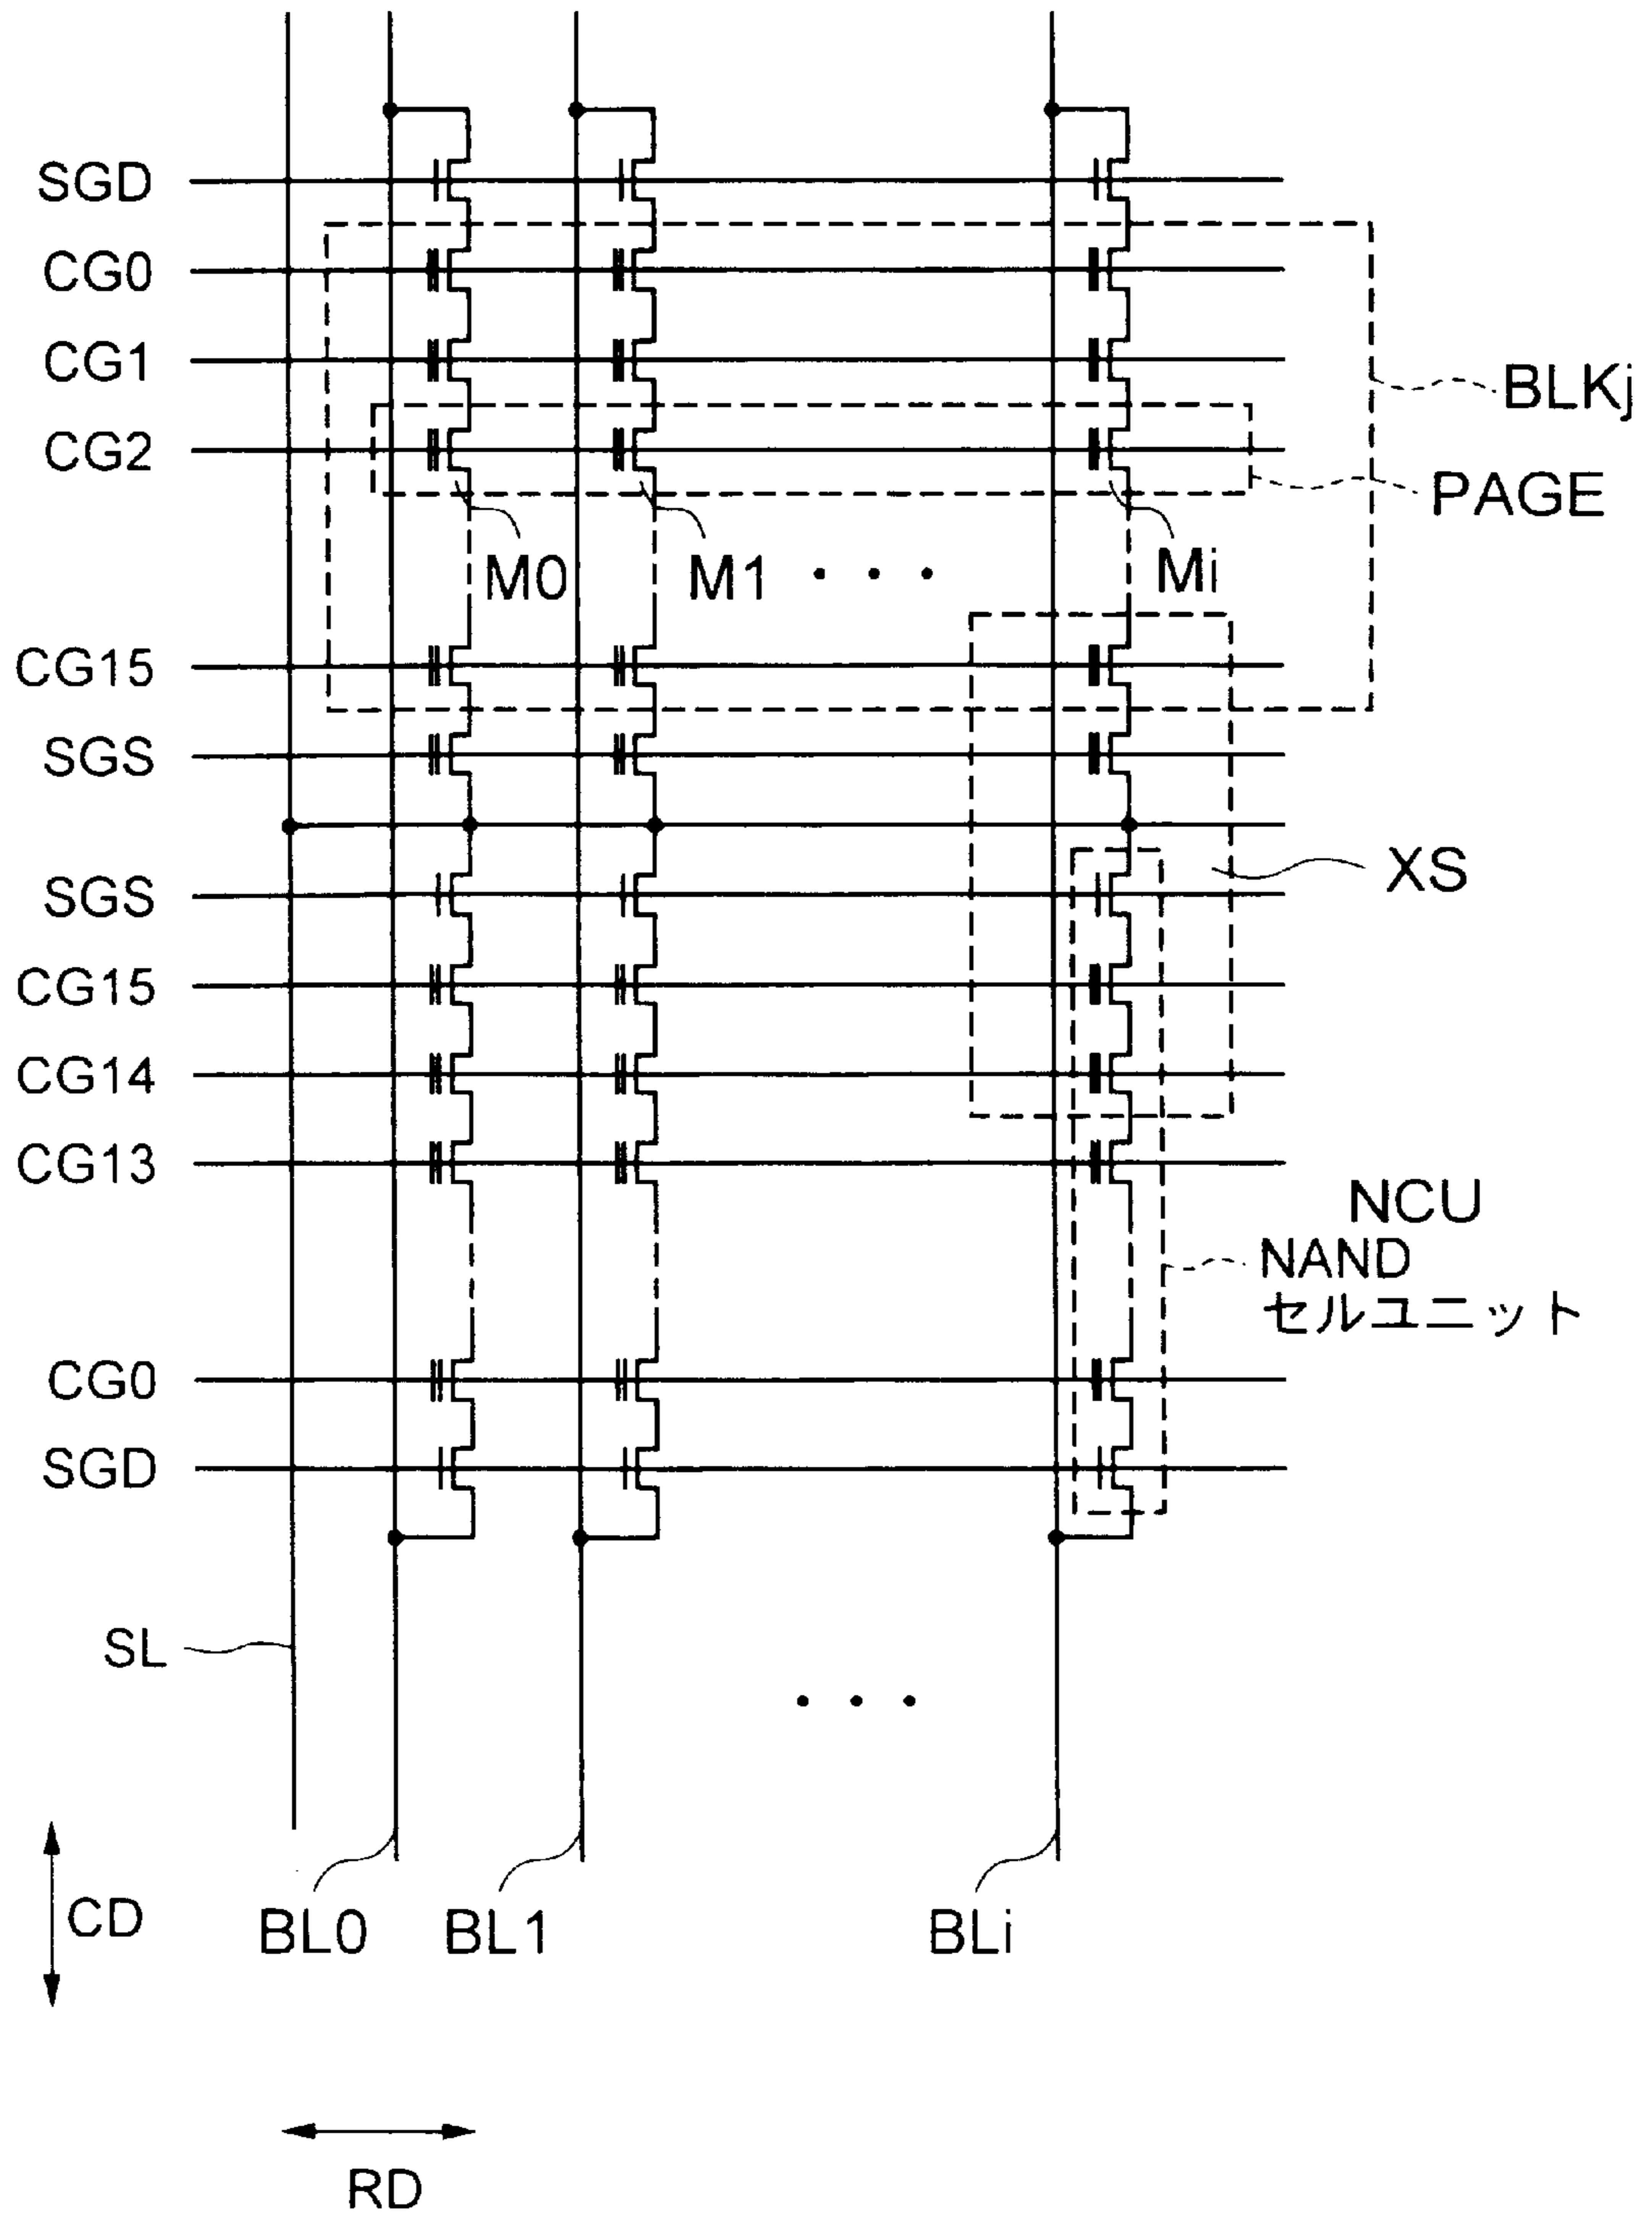 SGD
CG0
CG1
BLKj
CG2
PAGE
M0
M1
· · ·
Mi
CG15
SGS
XS
SGS
CG15
CG14
CG13
NCU
NAND
セルユニット
CG0
SGD
SL
· · ·
CD
BL0
BL1
BLi
RD